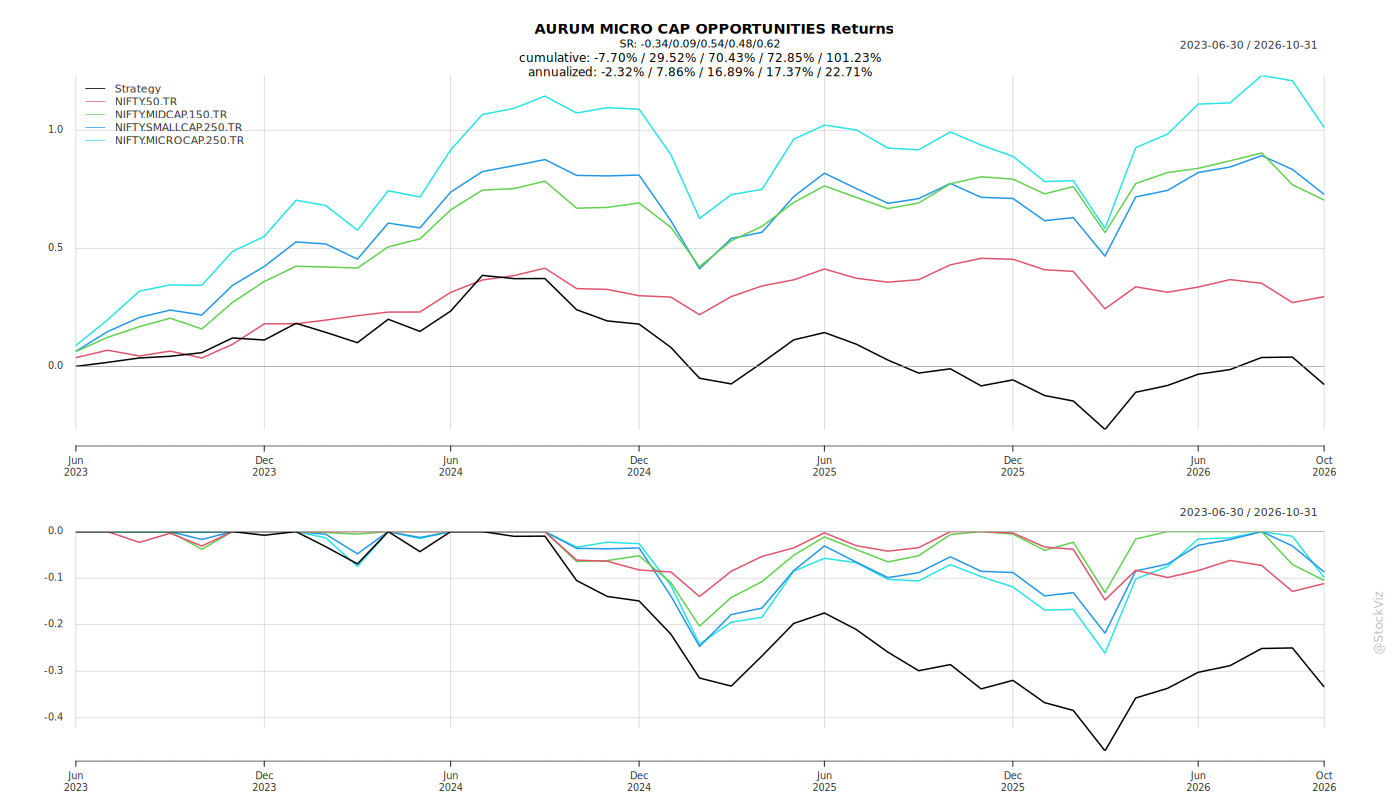 AURUM MICRO CAP OPPORTUNITIES Returns
SR: -0.34/0.09/0.54/0.48/0.62
cumulative: -7.70% / 29.52% / 70.43% / 72.85% / 101.23%
annualized: -2.32% / 7.86% / 16.89% / 17.37% / 22.71%
2023-06-30 / 2026-10-31
Strategy
NIFTY.50.TR
NIFTY.MIDCAP.150.TR
NIFTY.SMALLCAP.250.TR
NIFTY.MICROCAP.250.TR
1.0
0.5
0.0
Jun Dec Jun Dec Jun Dec Jun Oct
2023 2023 2024 2024 2025 2025 2026 2026
2023-06-30 / 2026-10-31
0.0
-0.1
-0.2
-0.3
-0.4
Jun Dec Jun Dec Jun Dec Jun Oct
2023 2023 2024 2024 2025 2025 2026 2026
@StockViz